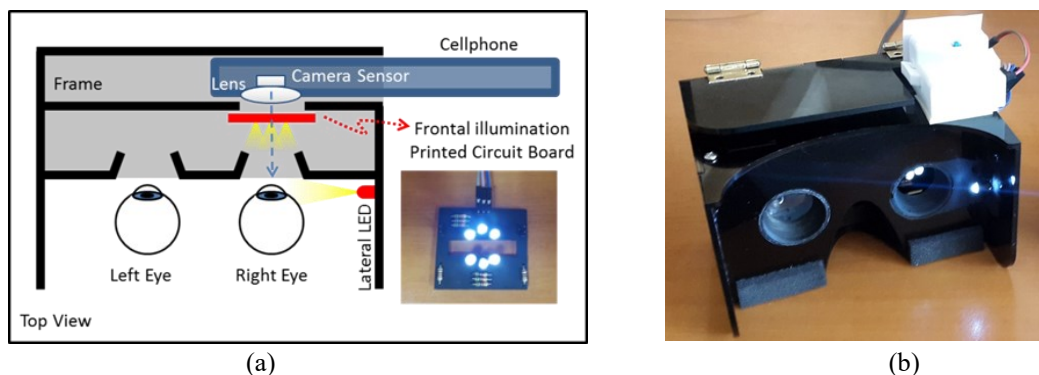 Cellphone
Camera Sensor
Lens
Frame
Frontal illumination
Printed Circuit Board
Lateral LED
Left Eye
Right Eye
Top View
(a)
(b)